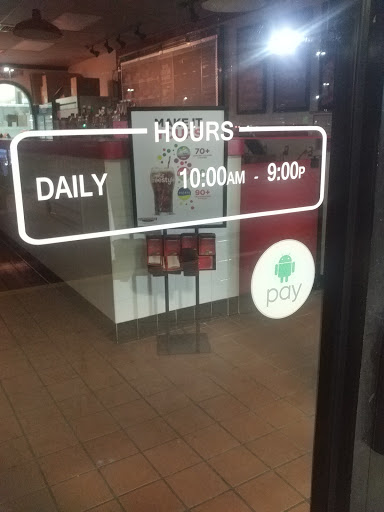 HOURS
DAILY 10:00AM - 9:00P
MAKE IT
70+
90+
pay